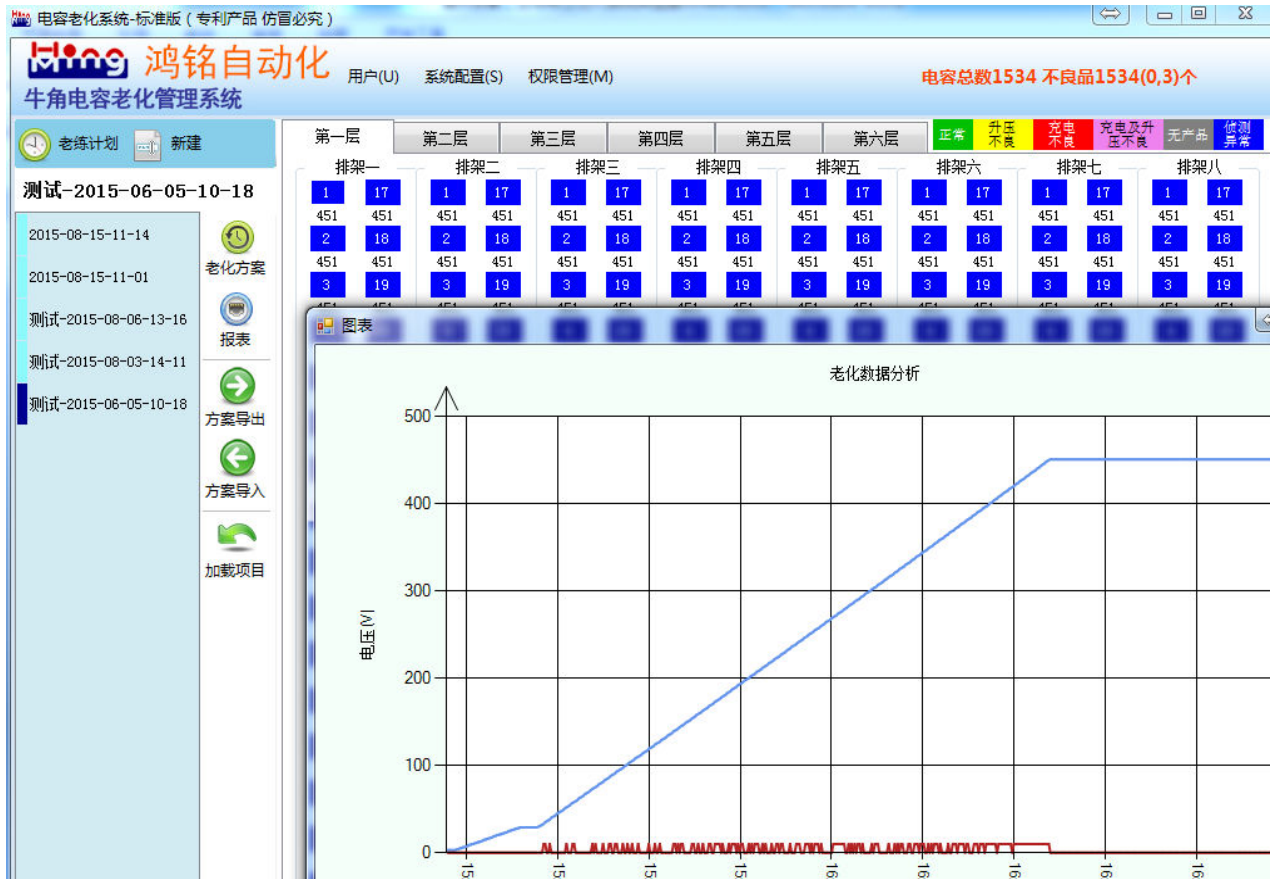 电容老化系统-标准版(专利产品 仿冒必究)
Hing 鸿铭自动化
牛角电容老化管理系统
用户(U) 系统配置(S) 权限管理(M)
电容总数1534 不良品1534(0,3)个
老练计划 新建
第一层 第二层 第三层 第四层 第五层 第六层
正常 升压不良 充电不良 充电及升压不良 无产品 侦测异常
测试-2015-06-05-10-18
2015-08-15-11-14
2015-08-15-11-01
测试-2015-08-06-13-16
测试-2015-08-03-14-11
测试-2015-06-05-10-18
老化方案
报表
方案导出
方案导入
加载项目
排架一 排架二 排架三 排架四 排架五 排架六 排架七 排架八
1 17 1 17 1 17 1 17 1 17 1 17 1 17 1 17
451 451 451 451 451 451 451 451 451 451 451 451 451 451 451 451
2 18 2 18 2 18 2 18 2 18 2 18 2 18 2 18
451 451 451 451 451 451 451 451 451 451 451 451 451 451 451 451
3 19 3 19 3 19 3 19 3 19 3 19 3 19 3 19
图表
老化数据分析
电压(V)
500
400
300
200
100
0
15 15 15 15 16 16 16 16 16